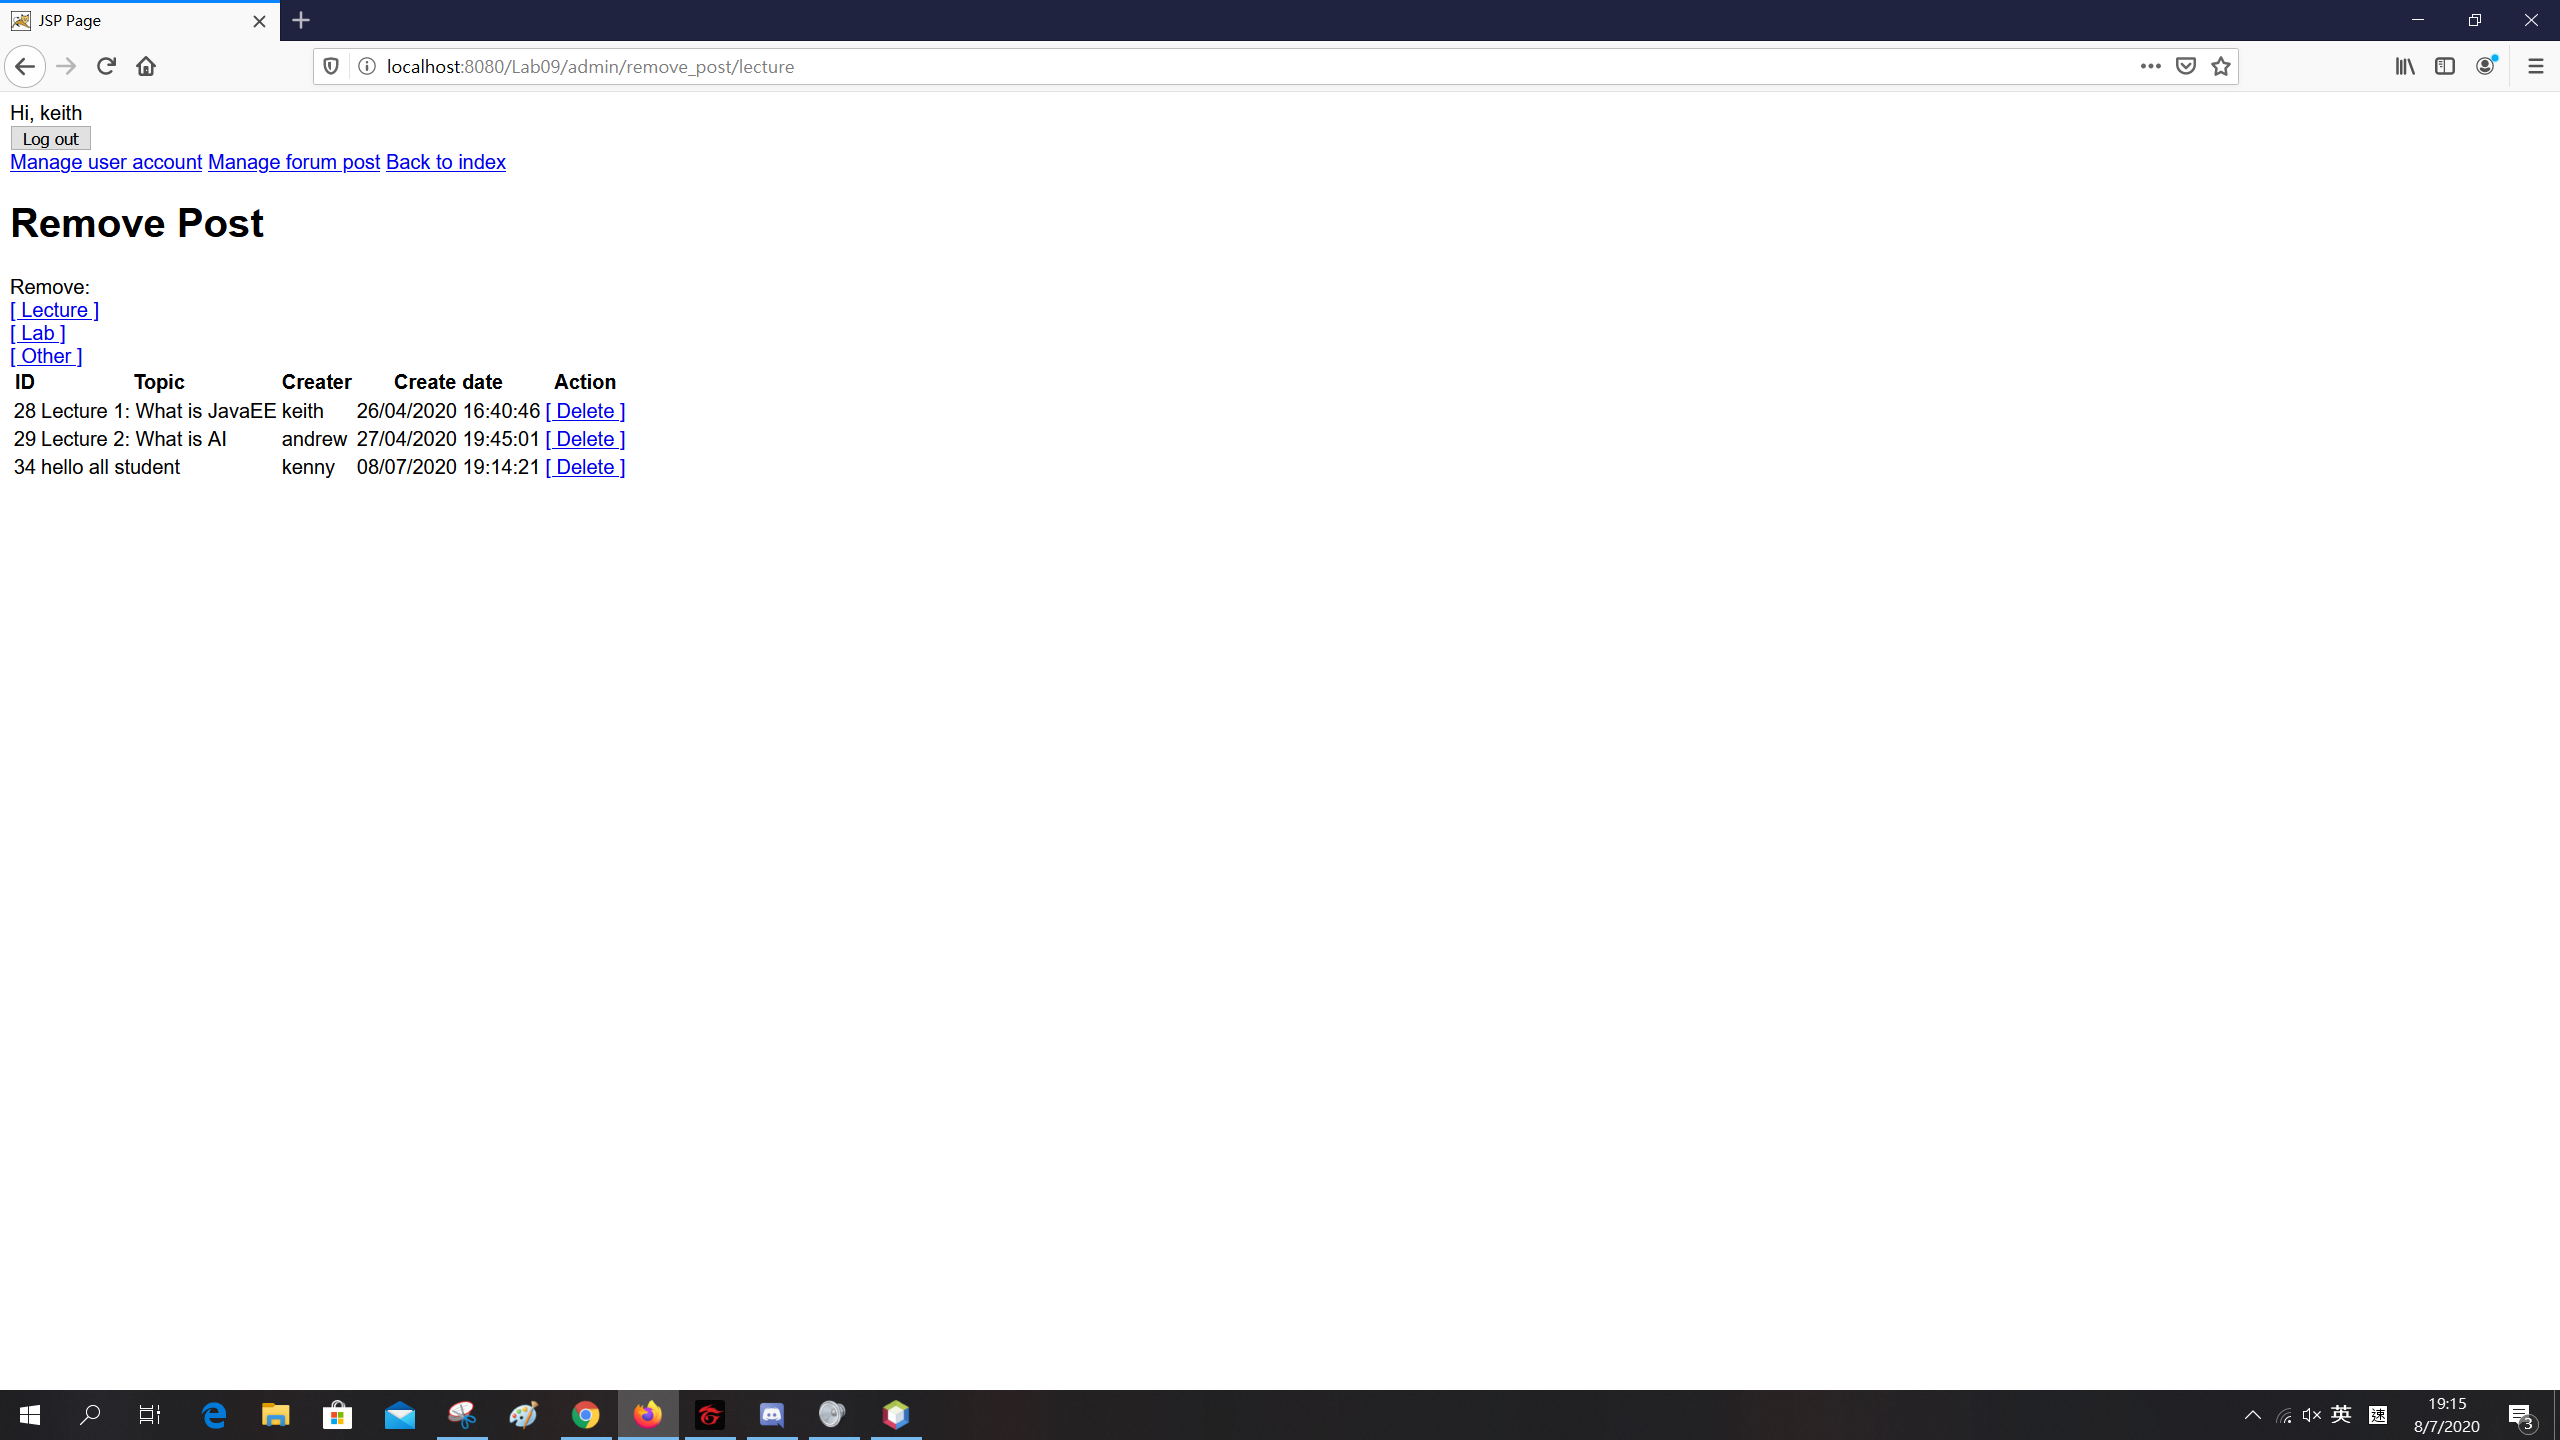 JSP Page
localhost:8080/Lab09/admin/remove_post/lecture
Hi, keith
Log out
Manage user account Manage forum post Back to index
Remove Post
Remove:
[ Lecture ]
[ Lab ]
[ Other ]
ID Topic Creater Create date Action
28 Lecture 1: What is JavaEE keith 26/04/2020 16:40:46 [ Delete ]
29 Lecture 2: What is AI andrew 27/04/2020 19:45:01 [ Delete ]
34 hello all student kenny 08/07/2020 19:14:21 [ Delete ]
英 速 19:15
8/7/2020
3